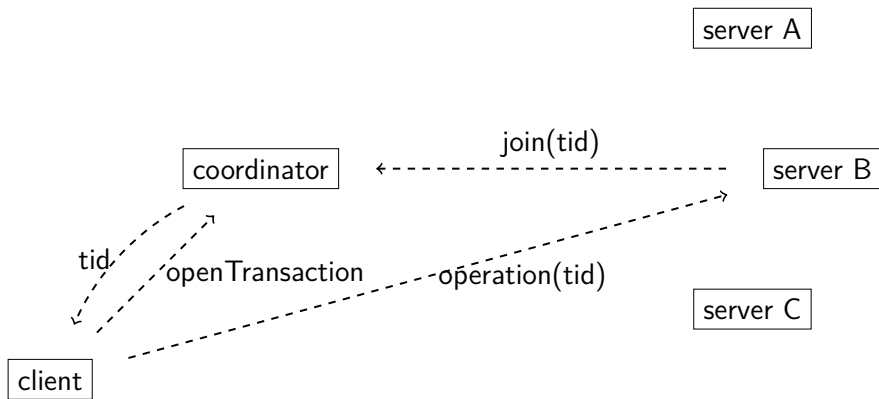 server A
join(tid)
coordinator
server B
tid
openTransaction
operation(tid)
server C
client